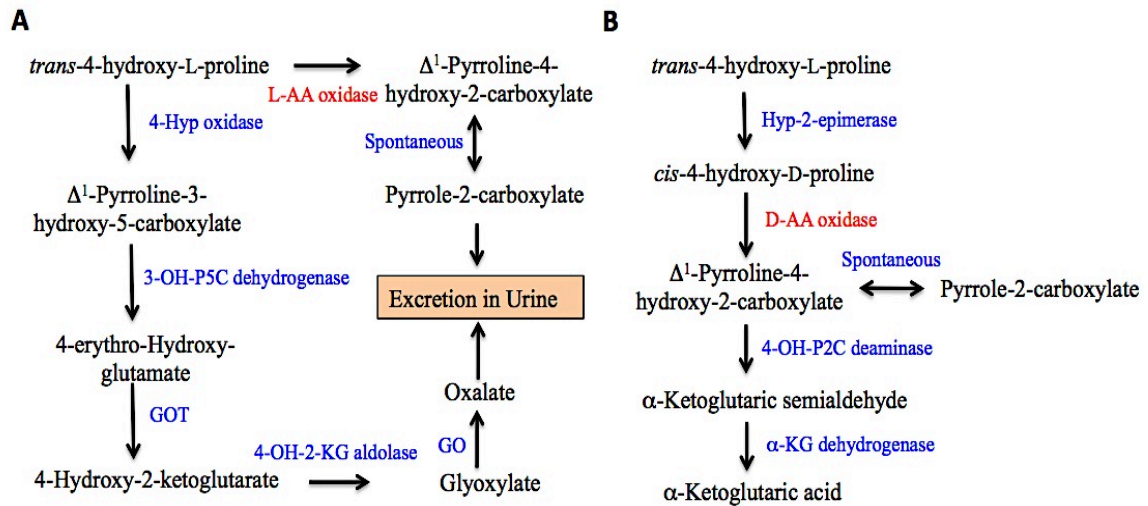 A
trans-4-hydroxy-L-proline
L-AA oxidase
Δ¹-Pyrroline-4-
hydroxy-2-carboxylate
4-Hyp oxidase
Spontaneous
Δ¹-Pyrroline-3-
hydroxy-5-carboxylate
Pyrrole-2-carboxylate
3-OH-P5C dehydrogenase
Excretion in Urine
4-erythro-Hydroxy-
glutamate
Oxalate
GOT
4-OH-2-KG aldolase
GO
4-Hydroxy-2-ketoglutarate
Glyoxylate
B
trans-4-hydroxy-L-proline
Hyp-2-epimerase
cis-4-hydroxy-D-proline
D-AA oxidase
Δ¹-Pyrroline-4-
hydroxy-2-carboxylate
Spontaneous
Pyrrole-2-carboxylate
4-OH-P2C deaminase
α-Ketoglutaric semialdehyde
α-KG dehydrogenase
α-Ketoglutaric acid